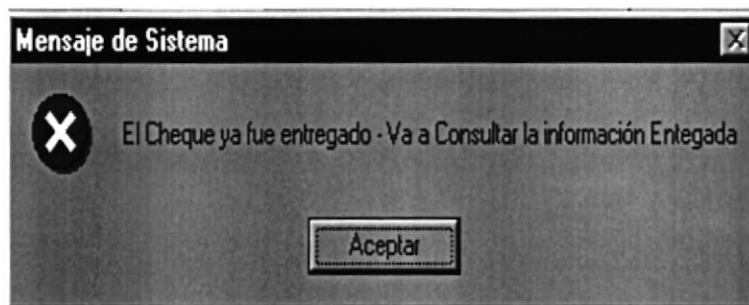 Mensaje de Sistema
El Cheque ya fue entregado - Va a Consultar la información Entegada
Aceptar